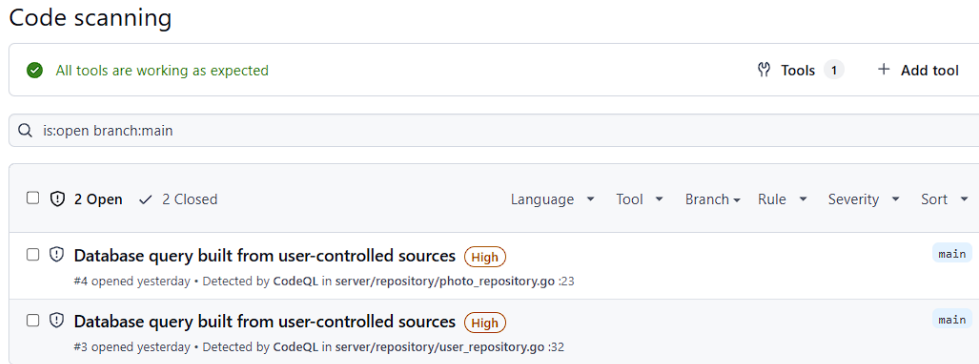 Code scanning
All tools are working as expected
Tools 1
Add tool
is:open branch:main
2 Open 2 Closed Language Tool Branch Rule Severity Sort
Database query built from user-controlled sources High main
#4 opened yesterday • Detected by CodeQL in server/repository/photo_repository.go :23
Database query built from user-controlled sources High main
#3 opened yesterday • Detected by CodeQL in server/repository/user_repository.go :32